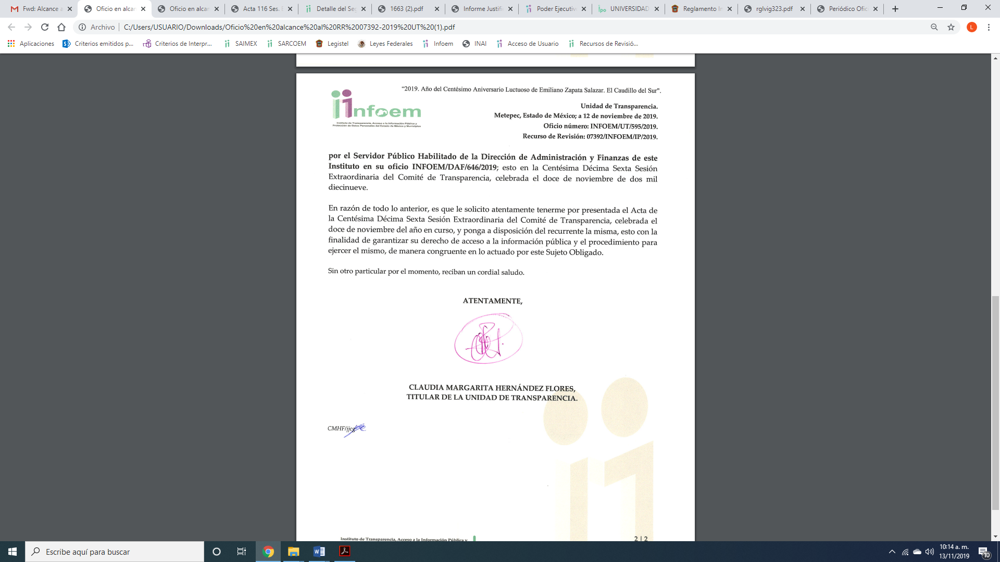 Fwd: Alcance a
Oficio en alcan
Oficio en alcan
Acta 116 Ses. E
Detalle del Seg
1663 (2).pdf
Informe Justifi
Poder Ejecutivo
UNIVERSIDAD
Reglamento In
rglvig323.pdf
Periódico Ofic
Archivo
C:/Users/USUARIO/Downloads/Oficio%20en%20alcance%20al%20RR%2007392-2019%20UT%20(1).pdf
L
Aplicaciones
Criterios emitidos p...
Criterios de Interpr...
SAIMEX
SARCOEM
Legistel
Leyes Federales
Infoem
INAI
Acceso de Usuario
Recursos de Revisió...
“2019. Año del Centésimo Aniversario Luctuoso de Emiliano Zapata Salazar. El Caudillo del Sur".
infoem
Instituto de Transparencia, Acceso a la Información Pública y
Protección de Datos Personales del Estado de México y Municipios
Unidad de Transparencia.
Metepec, Estado de México; a 12 de noviembre de 2019.
Oficio número: INFOEM/UT/595/2019.
Recurso de Revisión: 07392/INFOEM/IP/2019.
por el Servidor Público Habilitado de la Dirección de Administración y Finanzas de este
Instituto en su oficio INFOEM/DAF/646/2019; esto en la Centésima Décima Sexta Sesión
Extraordinaria del Comité de Transparencia, celebrada el doce de noviembre de dos mil
diecinueve.
En razón de todo lo anterior, es que le solicito atentamente tenerme por presentada el Acta de
la Centésima Décima Sexta Sesión Extraordinaria del Comité de Transparencia, celebrada el
doce de noviembre del año en curso, y ponga a disposición del recurrente la misma, esto con la
finalidad de garantizar su derecho de acceso a la información pública y el procedimiento para
ejercer el mismo, de manera congruente en lo actuado por este Sujeto Obligado.
Sin otro particular por el momento, reciban un cordial saludo.
ATENTAMENTE,
CLAUDIA MARGARITA HERNÁNDEZ FLORES,
TITULAR DE LA UNIDAD DE TRANSPARENCIA.
CMHF/jjcg
Instituto de Transparencia, Acceso a la Información Pública y
2 | 2
Escribe aquí para buscar
10:14 a. m.
13/11/2019
10